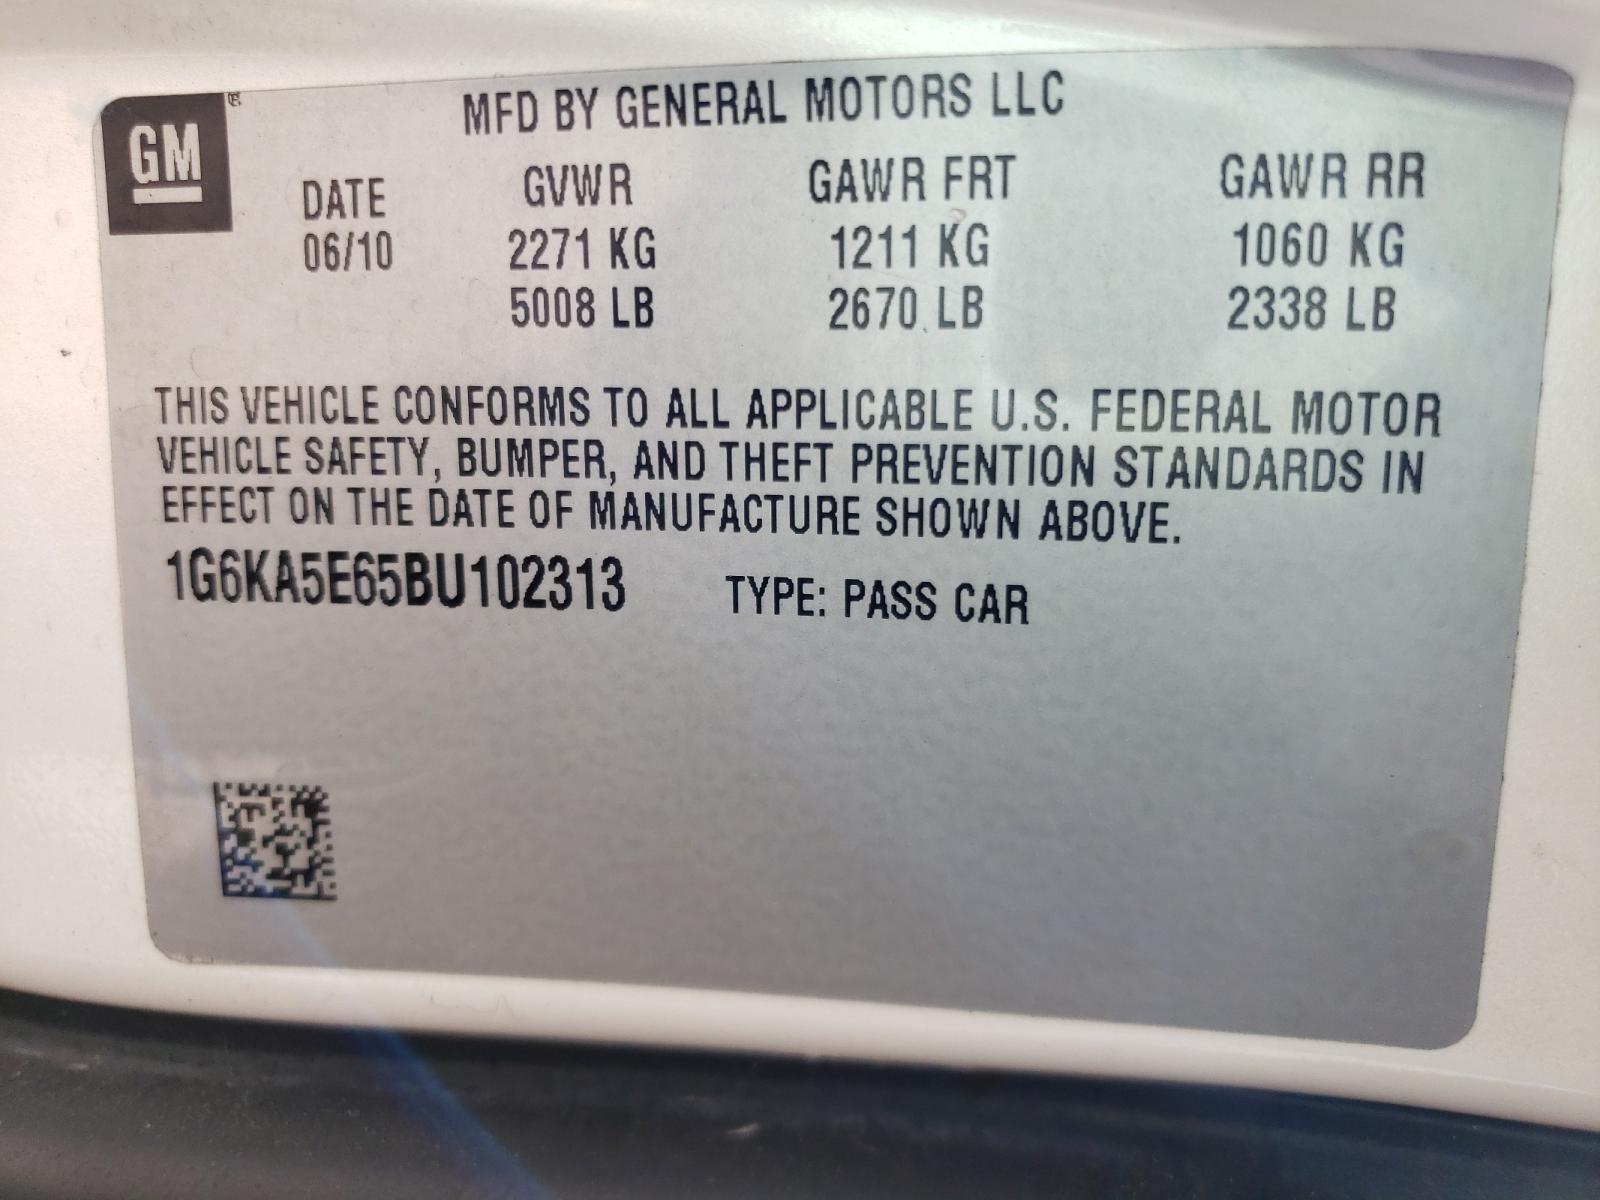 GM
MFD BY GENERAL MOTORS LLC
DATE GVWR GAWR FRT GAWR RR
06/10 2271 KG 1211 KG 1060 KG
5008 LB 2670 LB 2338 LB
THIS VEHICLE CONFORMS TO ALL APPLICABLE U.S. FEDERAL MOTOR
VEHICLE SAFETY, BUMPER, AND THEFT PREVENTION STANDARDS IN
EFFECT ON THE DATE OF MANUFACTURE SHOWN ABOVE.
1G6KA5E65BU102313 TYPE: PASS CAR